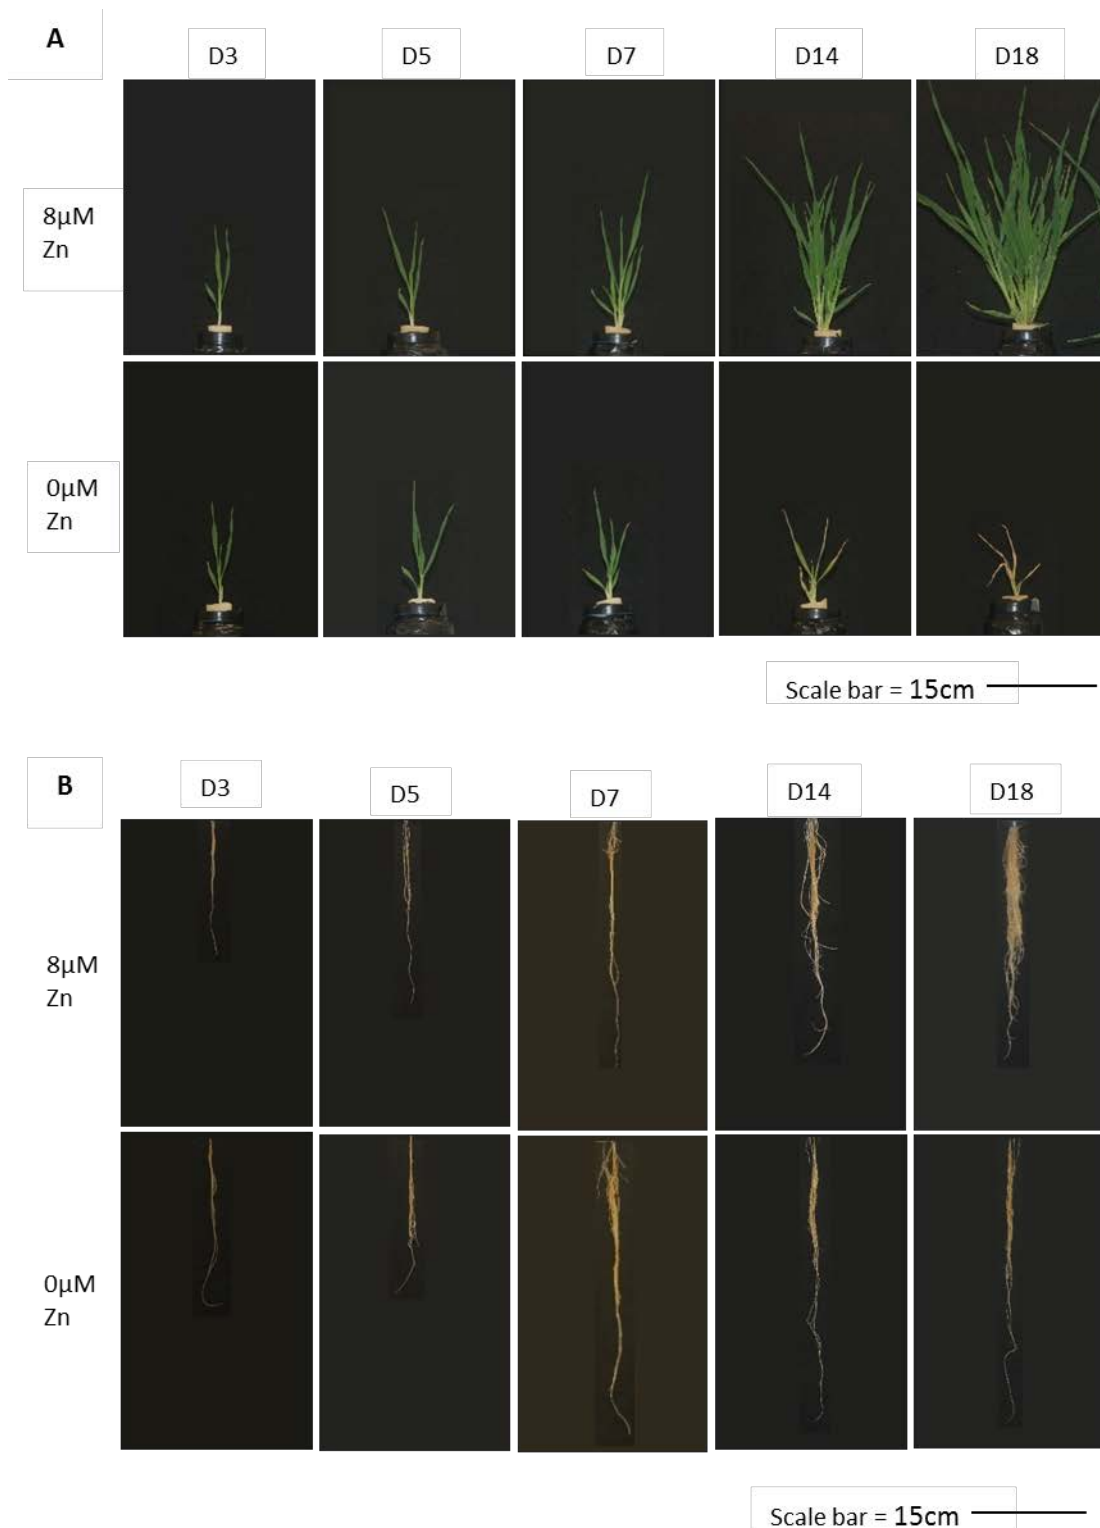 A
D3
D5
D7
D14
D18
8µM
Zn
0µM
Zn
Scale bar = 15cm
B
D3
D5
D7
D14
D18
8µM
Zn
0µM
Zn
Scale bar = 15cm